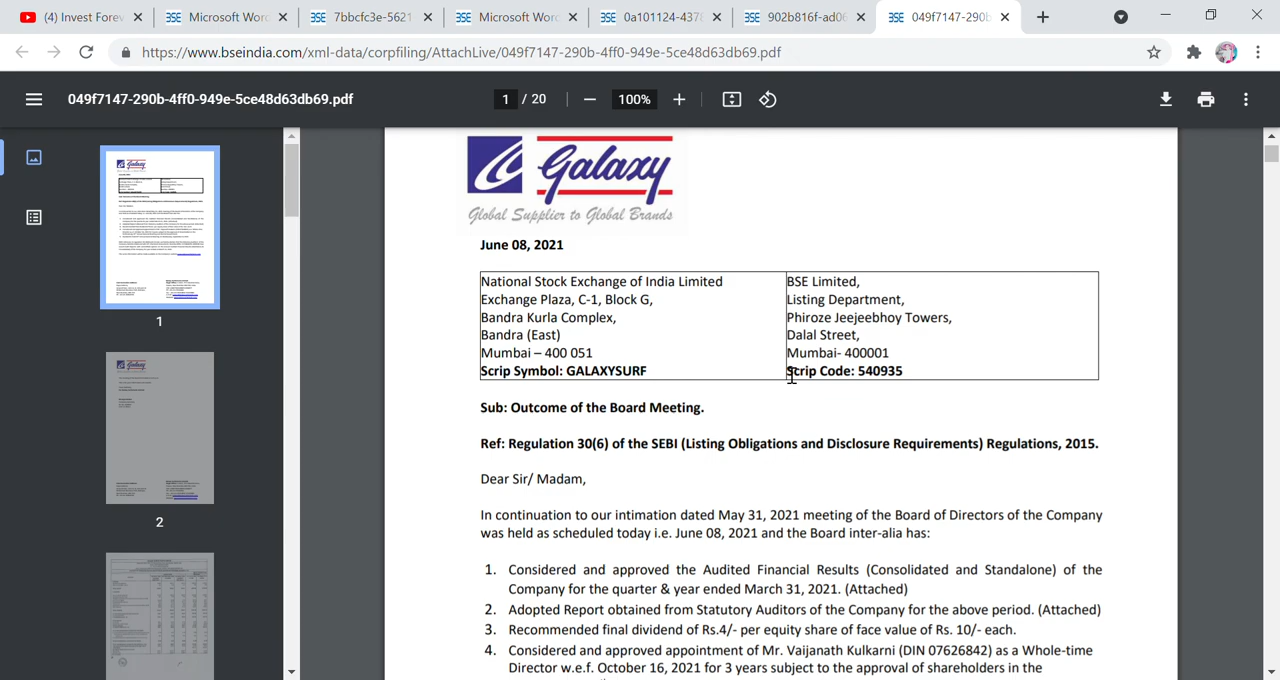 (4) Invest Forev
Microsoft Word
7bbcfc3e-5621
Microsoft Word
0a101124-4378
902b816f-ad06
049f7147-290b
https://www.bseindia.com/xml-data/corpfiling/AttachLive/049f7147-290b-4ff0-949e-5ce48d63db69.pdf
049f7147-290b-4ff0-949e-5ce48d63db69.pdf
1 / 20
100%
Galaxy
Global Supplier to Global Brands
June 08, 2021
National Stock Exchange of India Limited
Exchange Plaza, C-1, Block G,
Bandra Kurla Complex,
Bandra (East)
Mumbai – 400 051
Scrip Symbol: GALAXYSURF
BSE Limited,
Listing Department,
Phiroze Jeejeebhoy Towers,
Dalal Street,
Mumbai- 400001
Scrip Code: 540935
Sub: Outcome of the Board Meeting.
Ref: Regulation 30(6) of the SEBI (Listing Obligations and Disclosure Requirements) Regulations, 2015.
Dear Sir/ Madam,
In continuation to our intimation dated May 31, 2021 meeting of the Board of Directors of the Company
was held as scheduled today i.e. June 08, 2021 and the Board inter-alia has:
1. Considered and approved the Audited Financial Results (Consolidated and Standalone) of the
Company for the quarter & year ended March 31, 2021. (Attached)
2. Adopted Report obtained from Statutory Auditors of the Company for the above period. (Attached)
3. Recommended final dividend of Rs.4/- per equity share of face value of Rs. 10/- each.
4. Considered and approved appointment of Mr. Vaijanath Kulkarni (DIN 07626842) as a Whole-time
Director w.e.f. October 16, 2021 for 3 years subject to the approval of shareholders in the
1
2